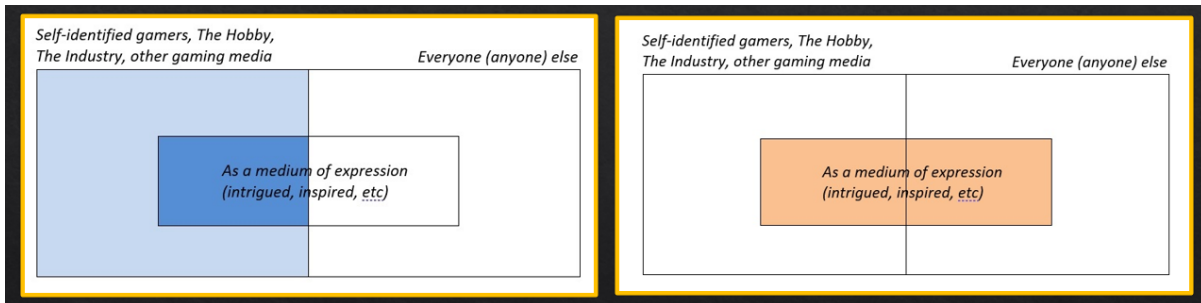 Self-identified gamers, The Hobby,
The Industry, other gaming media
Everyone (anyone) else
As a medium of expression
(intrigued, inspired, etc)
Self-identified gamers, The Hobby,
The Industry, other gaming media
Everyone (anyone) else
As a medium of expression
(intrigued, inspired, etc)